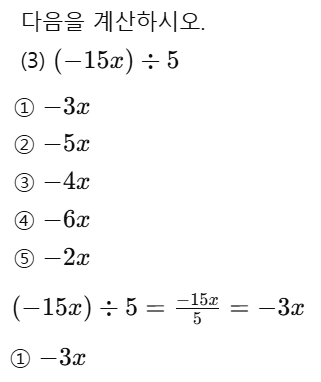 다음을 계산하시오.
(3) (−15x) ÷ 5
① −3x
② −5x
③ −4x
④ −6x
⑤ −2x
(−15x) ÷ 5 = \frac{−15x}{5} = −3x
① −3x